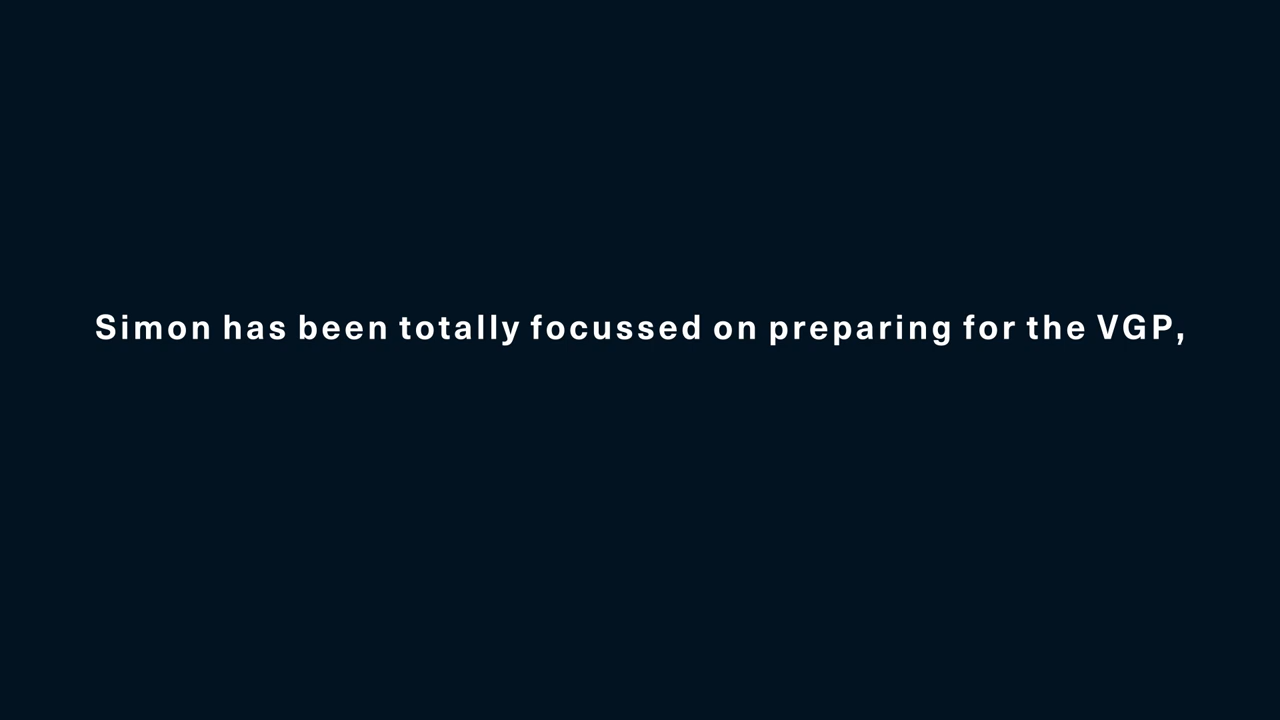 Simon has been totally focussed on preparing for the VGP,